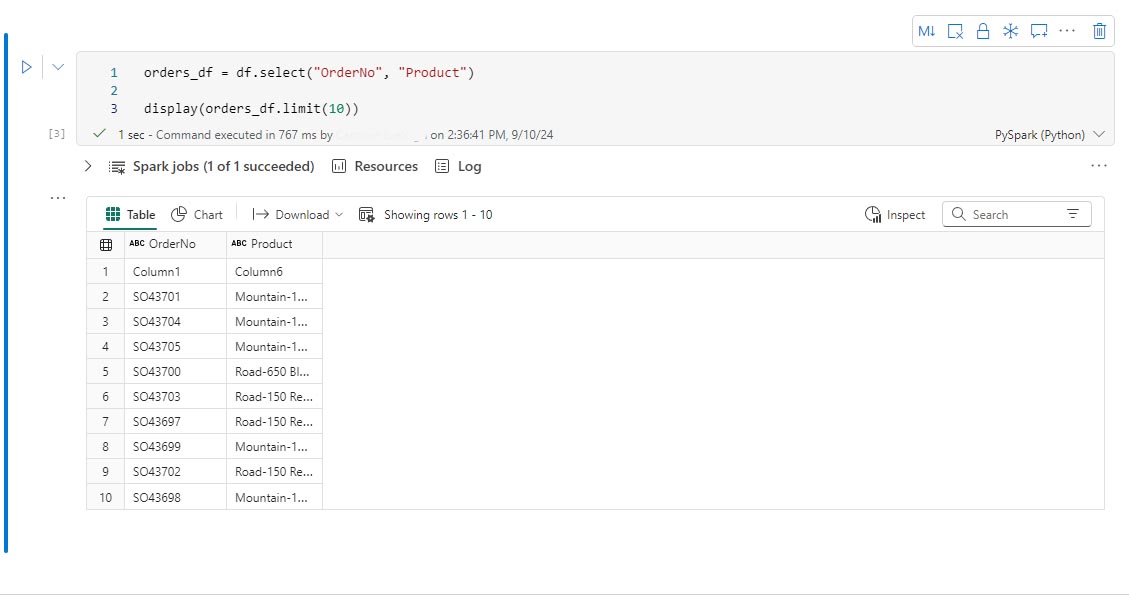 M↓
1 orders_df = df.select("OrderNo", "Product")
2
3 display(orders_df.limit(10))
[3] 1 sec - Command executed in 767 ms by on 2:36:41 PM, 9/10/24 PySpark (Python)
Spark jobs (1 of 1 succeeded) Resources Log
Table Chart Download Showing rows 1 - 10 Inspect Search
ABC OrderNo ABC Product
1 Column1 Column6
2 SO43701 Mountain-1...
3 SO43704 Mountain-1...
4 SO43705 Mountain-1...
5 SO43700 Road-650 Bl...
6 SO43703 Road-150 Re...
7 SO43697 Road-150 Re...
8 SO43699 Mountain-1...
9 SO43702 Road-150 Re...
10 SO43698 Mountain-1...